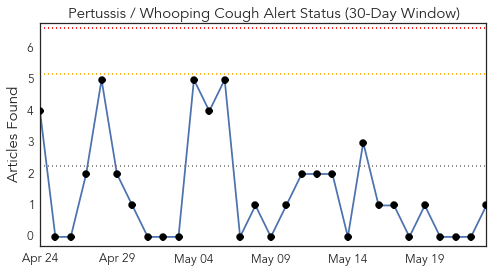 Pertussis / Whooping Cough Alert Status (30-Day Window)
Articles Found
6
5
4
3
2
1
0
Apr 24 Apr 29 May 04 May 09 May 14 May 19